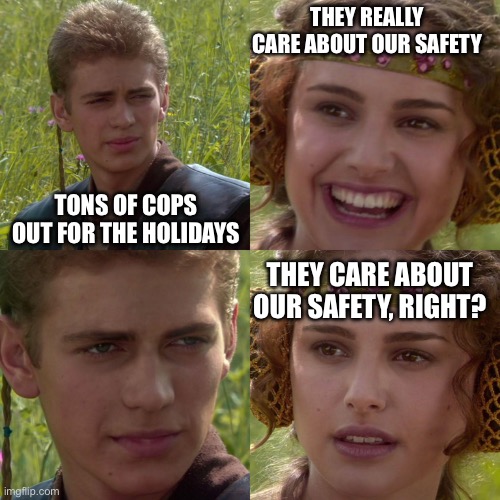 THEY REALLY
CARE ABOUT OUR SAFETY
TONS OF COPS
OUT FOR THE HOLIDAYS
THEY CARE ABOUT
OUR SAFETY, RIGHT?
imgflip.com